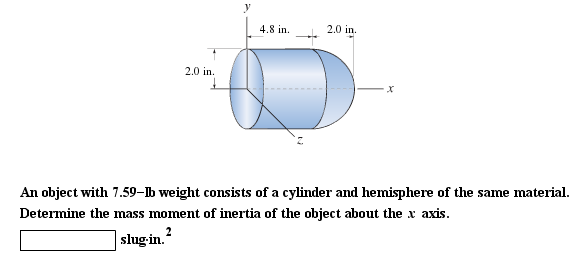 y
4.8 in.
2.0 in.
2.0 in.
x
z
An object with 7.59−lb weight consists of a cylinder and hemisphere of the same material.
Determine the mass moment of inertia of the object about the x axis.
slug·in.²